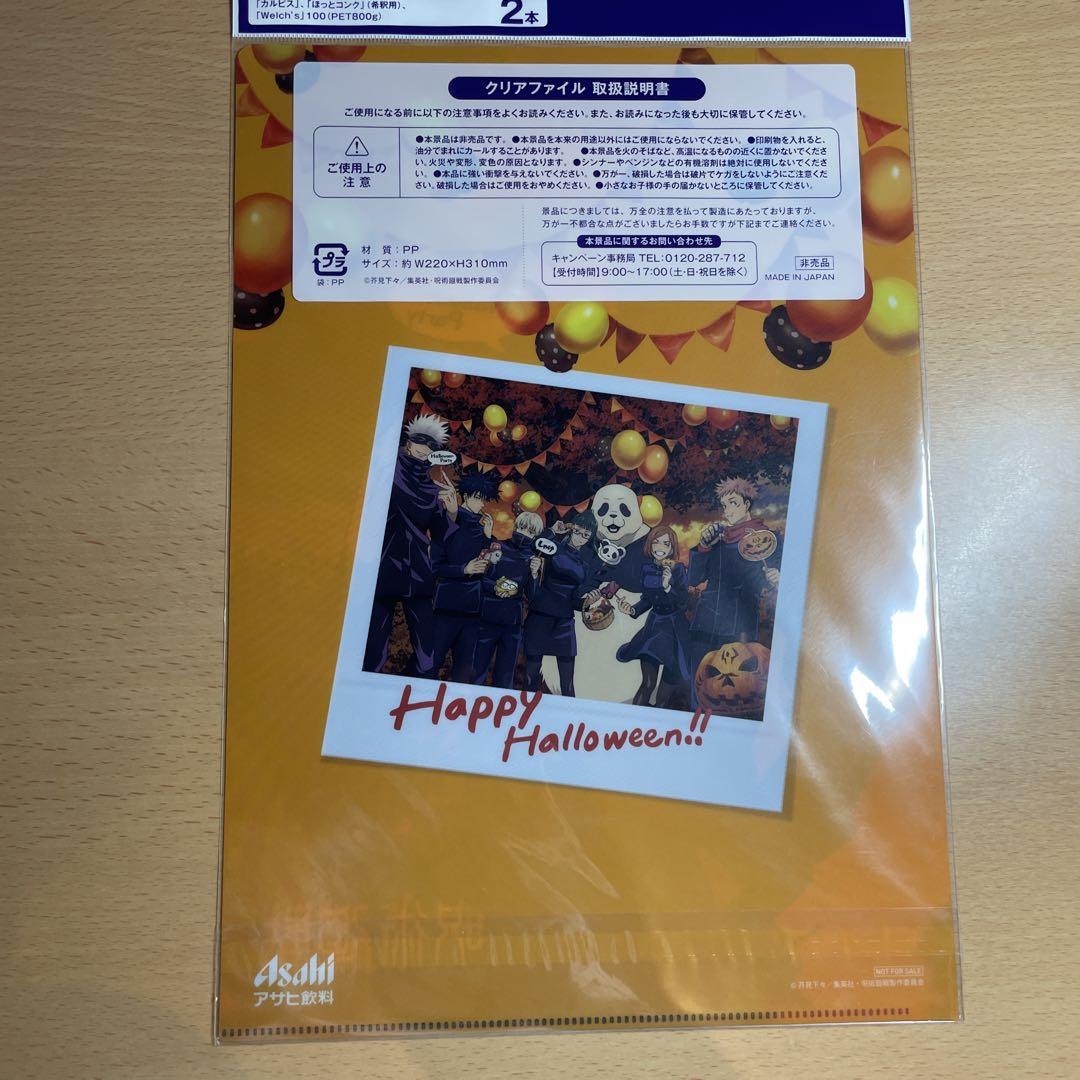 「カルピス」、「ほっとコンク」(希釈用)、
「Welch's」100(PET800g)
2本
クリアファイル 取扱説明書
ご使用になる前に以下の注意事項をよくお読みください。また、お読みになった後も大切に保管してください。
ご使用上の
注意
●本景品は非売品です。●本景品を本来の用途以外にはご使用にならないでください。●印刷物を入れると、
油分でまれにカールすることがあります。 ●本景品を火のそばなど、高温になるものの近くに置かないでくださ
い。火災や変形、変色の原因となります。●シンナーやベンジンなどの有機溶剤は絶対に使用しないでくださ
い。●本品に強い衝撃を与えないでください。●万が一、破損した場合は破片でケガをしないようにご注意くだ
さい。破損した場合はご使用をおやめください。●小さなお子様の手の届かないところに保管してください。
景品につきましては、万全の注意を払って製造にあたっておりますが、
万が一不都合な点がございましたらお手数ですが下記までご連絡ください。
プラ
袋:PP
材 質:PP
サイズ:約 W220×H310mm
©芥見下々/集英社・呪術廻戦製作委員会
本景品に関するお問い合わせ先
キャンペーン事務局 TEL:0120-287-712
【受付時間】9:00〜17:00(土・日・祝日を除く)
非売品
MADE IN JAPAN
Halloween
Party
Happy
Halloween!!
Asahi
アサヒ飲料
NOT FOR SALE
©芥見下々/集英社・呪術廻戦製作委員会